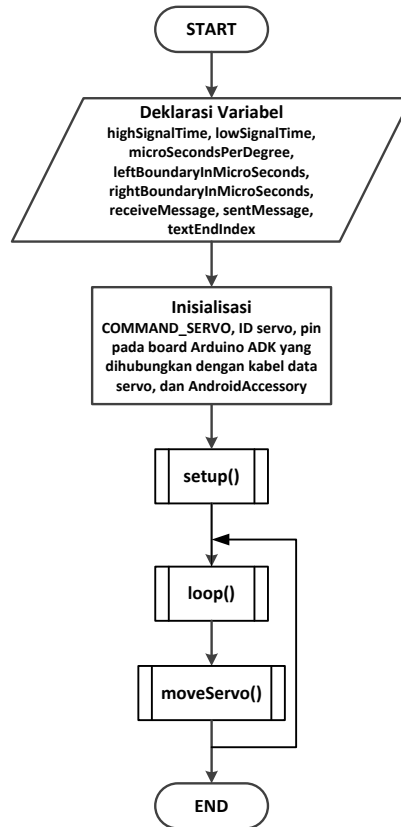 START
Deklarasi Variabel
highSignalTime, lowSignalTime,
microSecondsPerDegree,
leftBoundaryInMicroSeconds,
rightBoundaryInMicroSeconds,
receiveMessage, sentMessage,
textEndIndex
Inisialisasi
COMMAND_SERVO, ID servo, pin
pada board Arduino ADK yang
dihubungkan dengan kabel data
servo, dan AndroidAccessory
setup()
loop()
moveServo()
END